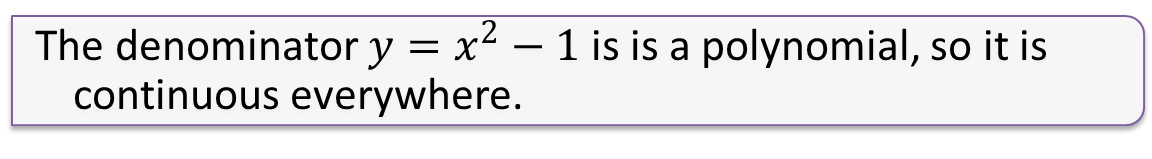 The denominator y = x² − 1 is is a polynomial, so it is
continuous everywhere.